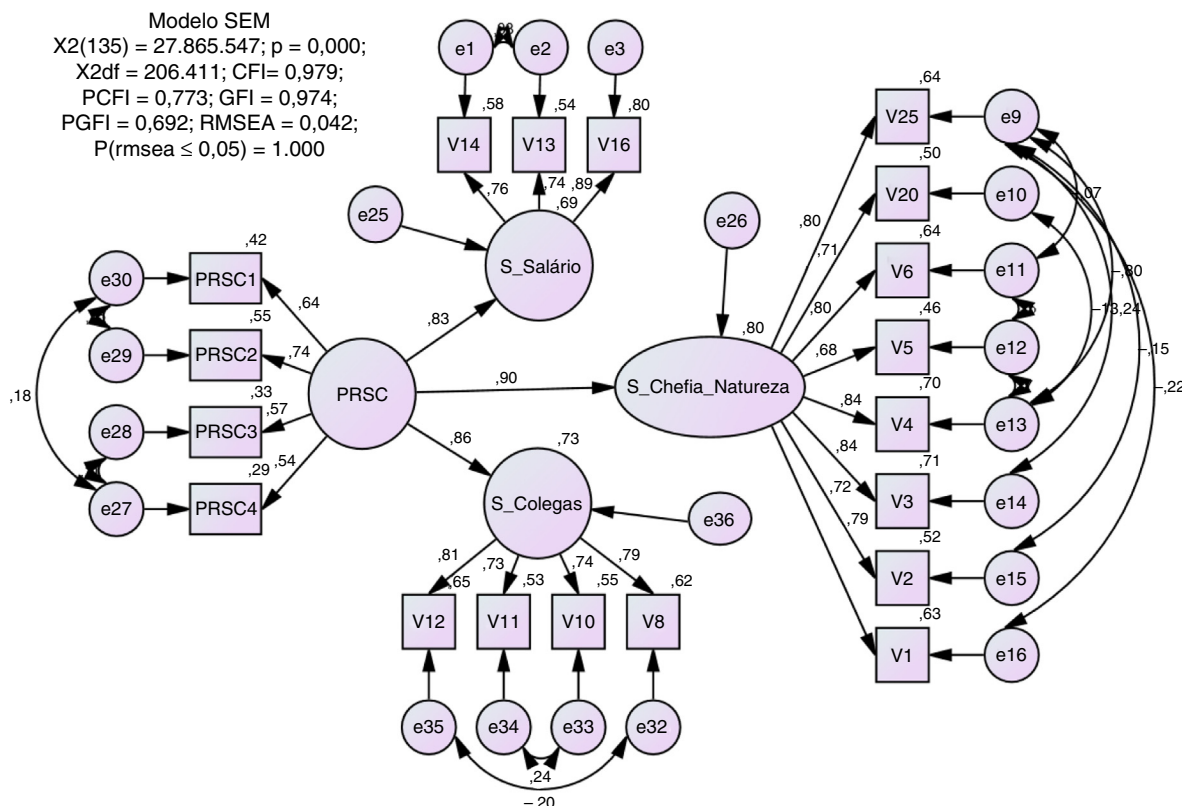 Modelo SEM
X2(135) = 27.865.547; p = 0,000;
X2df = 206.411; CFI= 0,979;
PCFI = 0,773; GFI = 0,974;
PGFI = 0,692; RMSEA = 0,042;
P(rmsea ≤ 0,05) = 1.000
e1
e2
e3
,58
,54
,80
V14
V13
V16
,76
,74
,89
,69
e25
S_Salário
e26
,83
e30
,42
PRSC1
,64
e29
,55
PRSC2
,74
,18
PRSC
,90
,80
S_Chefia_Natureza
e28
,33
,57
PRSC3
e27
,29
,54
PRSC4
,86
,73
S_Colegas
e36
,81
,73
,74
,79
,65
,53
,55
,62
V12
V11
V10
V8
e35
e34
e33
e32
,24
–,20
,64
V25
e9
,80
,50
V20
e10
,07
,71
,64
V6
e11
,80
–,80
,46
V5
e12
,68
,24
–,15
,70
V4
e13
,84
–,22
,71
V3
e14
,84
,52
V2
e15
,72
,63
V1
e16
,79